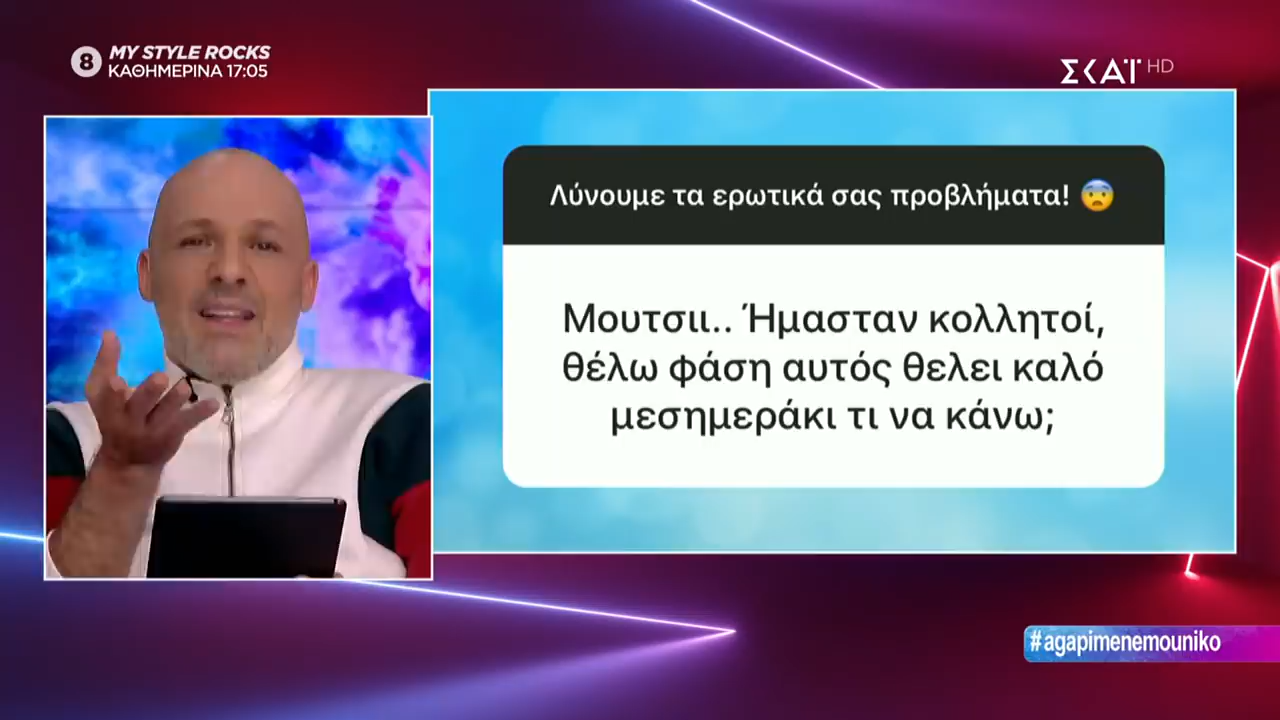 8 MY STYLE ROCKS
ΚΑΘΗΜΕΡΙΝΑ 17:05
ΣΚΑΪ HD
Λύνουμε τα ερωτικά σας προβλήματα! 😨
Μουτσιι.. Ήμασταν κολλητοί,
θέλω φάση αυτός θελει καλό
μεσημεράκι τι να κάνω;
#agapimenemouniko